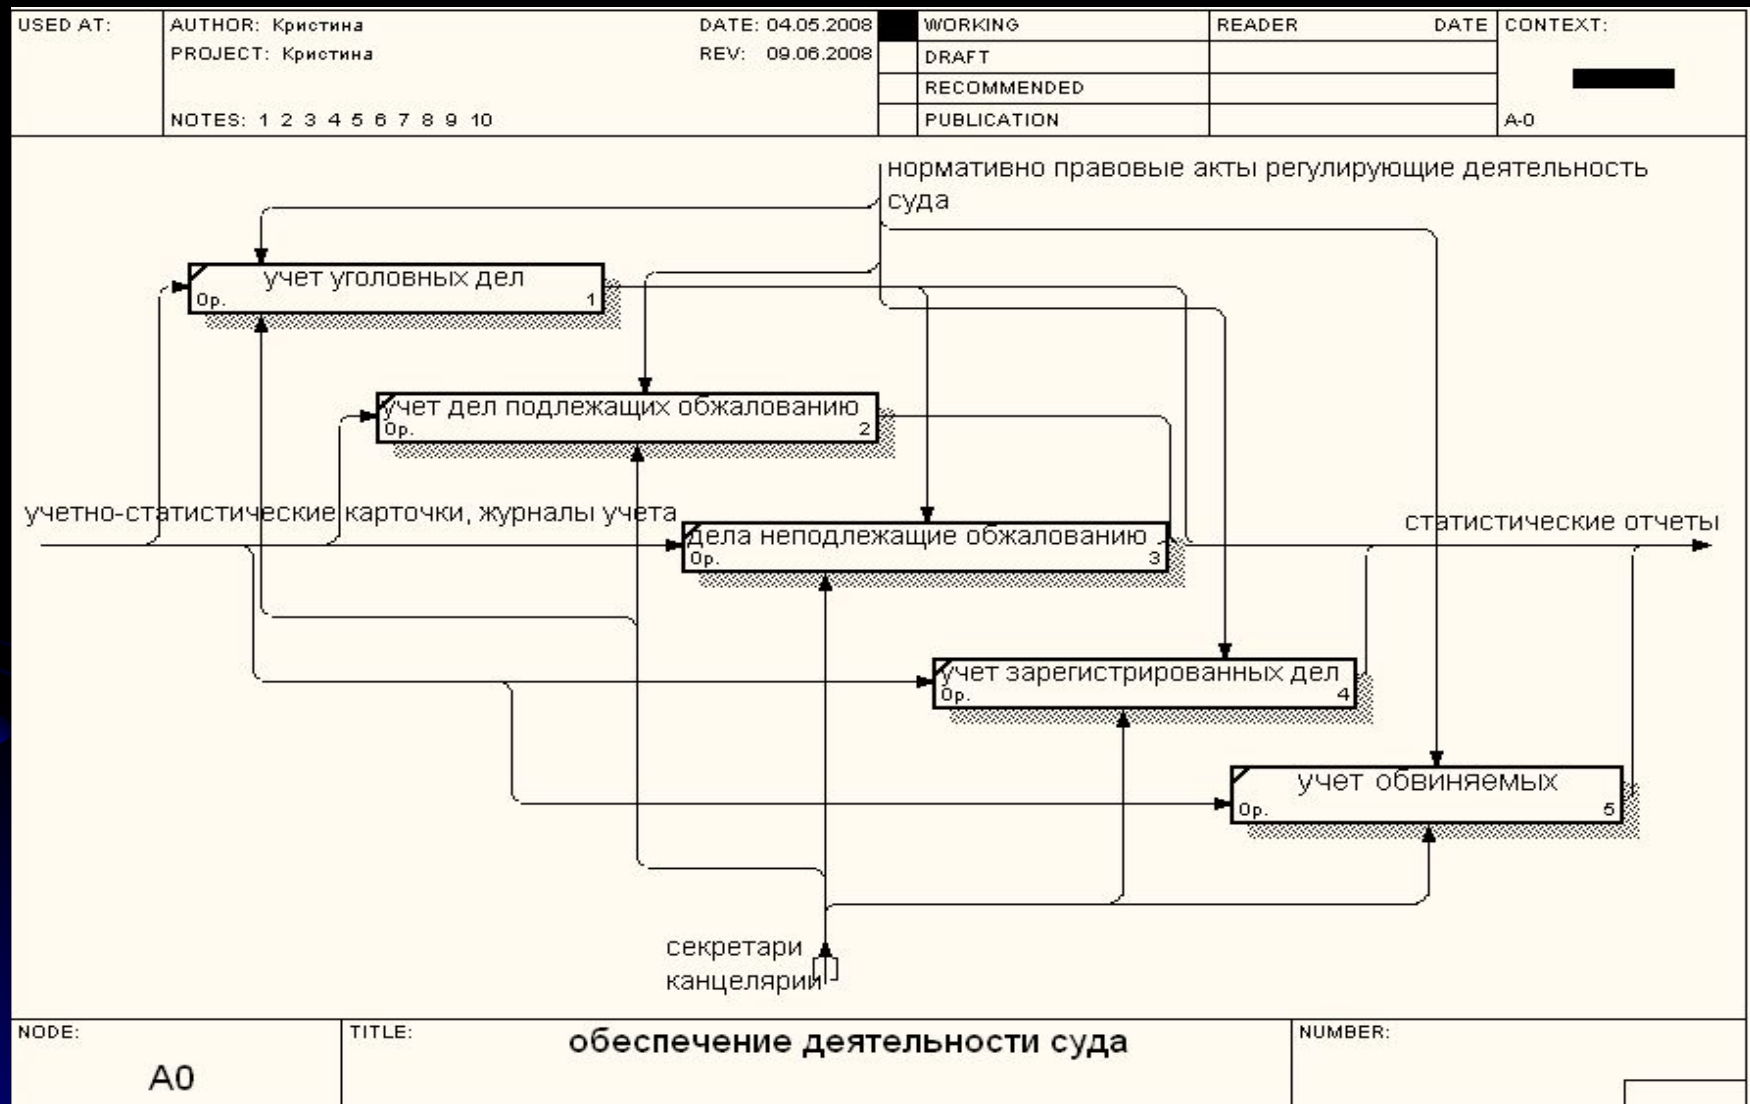 USED AT:
AUTHOR: Кристина
DATE: 04.05.2008
PROJECT: Кристина
REV: 09.06.2008
NOTES: 1 2 3 4 5 6 7 8 9 10
WORKING
DRAFT
RECOMMENDED
PUBLICATION
READER
DATE
CONTEXT:
A-0
нормативно правовые акты регулирующие деятельность
суда
учет уголовных дел
0р.
1
учет дел подлежащих обжалованию
0р.
2
учетно-статистические карточки, журналы учета
дела неподлежащие обжалованию
0р.
3
статистические отчеты
учет зарегистрированных дел
0р.
4
учет обвиняемых
0р.
5
секретари
канцелярии
NODE:
A0
TITLE:
обеспечение деятельности суда
NUMBER: